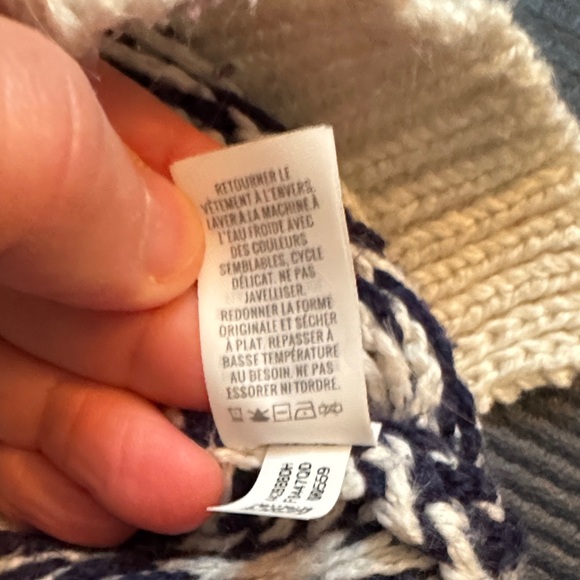 RETOURNER LE
VÊTEMENT À L'ENVERS.
LAVER À LA MACHINE À
L'EAU FROIDE AVEC
DES COULEURS
SEMBLABLES, CYCLE
DÉLICAT. NE PAS
JAVELLISER.
REDONNER LA FORME
ORIGINALE ET SÉCHER
À PLAT. REPASSER À
BASSE TEMPÉRATURE
AU BESOIN. NE PAS
ESSORER NI TORDRE.
00559